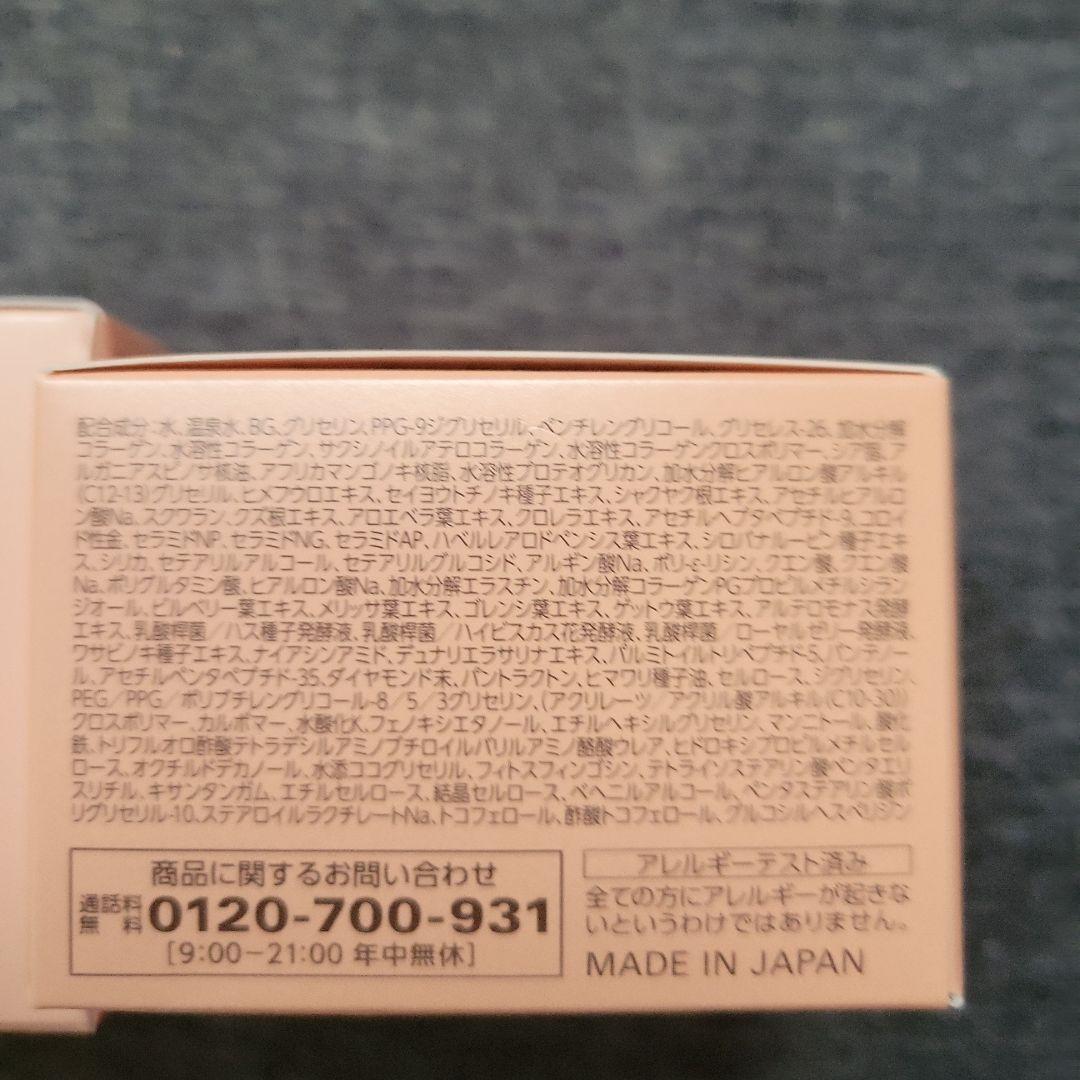 配合成分:水、温泉水、BG、グリセリン、PPG-9ジグリセリル、ペンチレングリコール、グリセレス-26、加水分解
コラーゲン、水溶性コラーゲン、サクシノイルアテロコラーゲン、水溶性コラーゲンクロスポリマー、シア脂、ア
ルガニアスピノサ核油、アフリカマンゴノキ核脂、水溶性プロテオグリカン、加水分解ヒアルロン酸アルキル
(C12-13)グリセリル、ヒメフウロエキス、セイヨウトチノキ種子エキス、シャクヤク根エキス、アセチルヒアルロ
ン酸Na、スクワラン、クズ根エキス、アロエベラ葉エキス、クロレラエキス、アセチルヘプタペプチド-9、コロイ
ド性金、セラミドNP、セラミドNG、セラミドAP、ハベルレアロドペンシス葉エキス、シロバナルーピン種子エキ
ス、シリカ、セテアリルアルコール、セテアリルグルコシド、アルギン酸Na、ポリ-ε-リシン、クエン酸、クエン酸
Na、ポリグルタミン酸、ヒアルロン酸Na、加水分解エラスチン、加水分解コラーゲンPGプロピルメチルシラン
ジオール、ビルベリー葉エキス、メリッサ葉エキス、ゴレンシ葉エキス、ゲットウ葉エキス、アルテロモナス発酵
エキス、乳酸桿菌/ハス種子発酵液、乳酸桿菌/ハイビスカス花発酵液、乳酸桿菌/ローヤルゼリー発酵液、
ワサビノキ種子エキス、ナイアシンアミド、デュナリエラサリナエキス、パルミトイルトリペプチド-5、パンテノー
ル、アセチルペンタペプチド-35、ダイヤモンド末、パントラクトン、ヒマワリ種子油、セルロース、ジグリセリン、
PEG/PPG/ポリブチレングリコール-8/5/3グリセリン、(アクリレーツ/アクリル酸アルキル(C10-30))
クロスポリマー、カルボマー、水酸化K、フェノキシエタノール、エチルヘキシルグリセリン、マンニトール、酸化
鉄、トリフルオロ酢酸テトラデシルアミノブチロイルバリルアミノ酪酸ウレア、ヒドロキシプロピルメチルセル
ロース、オクチルドデカノール、水添ココグリセリル、フィトスフィンゴシン、テトライソステアリン酸ペンタエリ
スリチル、キサンタンガム、エチルセルロース、結晶セルロース、ベヘニルアルコール、ペンタステアリン酸ポ
リグリセリル-10、ステアロイルラクチレートNa、トコフェロール、酢酸トコフェロール、グルコシルヘスペリジン
商品に関するお問い合わせ
通話料
無料 0120-700-931
[9:00−21:00 年中無休]
アレルギーテスト済み
全ての方にアレルギーが起きな
いというわけではありません。
MADE IN JAPAN